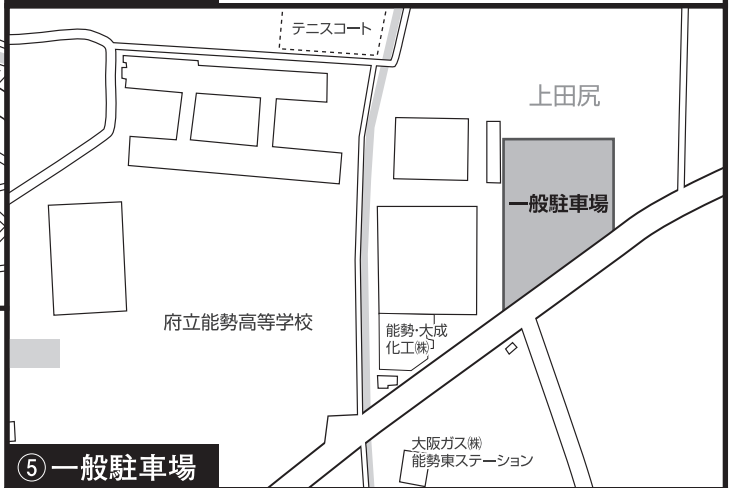 テニスコート
上田尻
一般駐車場
府立能勢高等学校
能勢・大成
化工㈱
大阪ガス㈱
能勢東ステーション
⑤一般駐車場